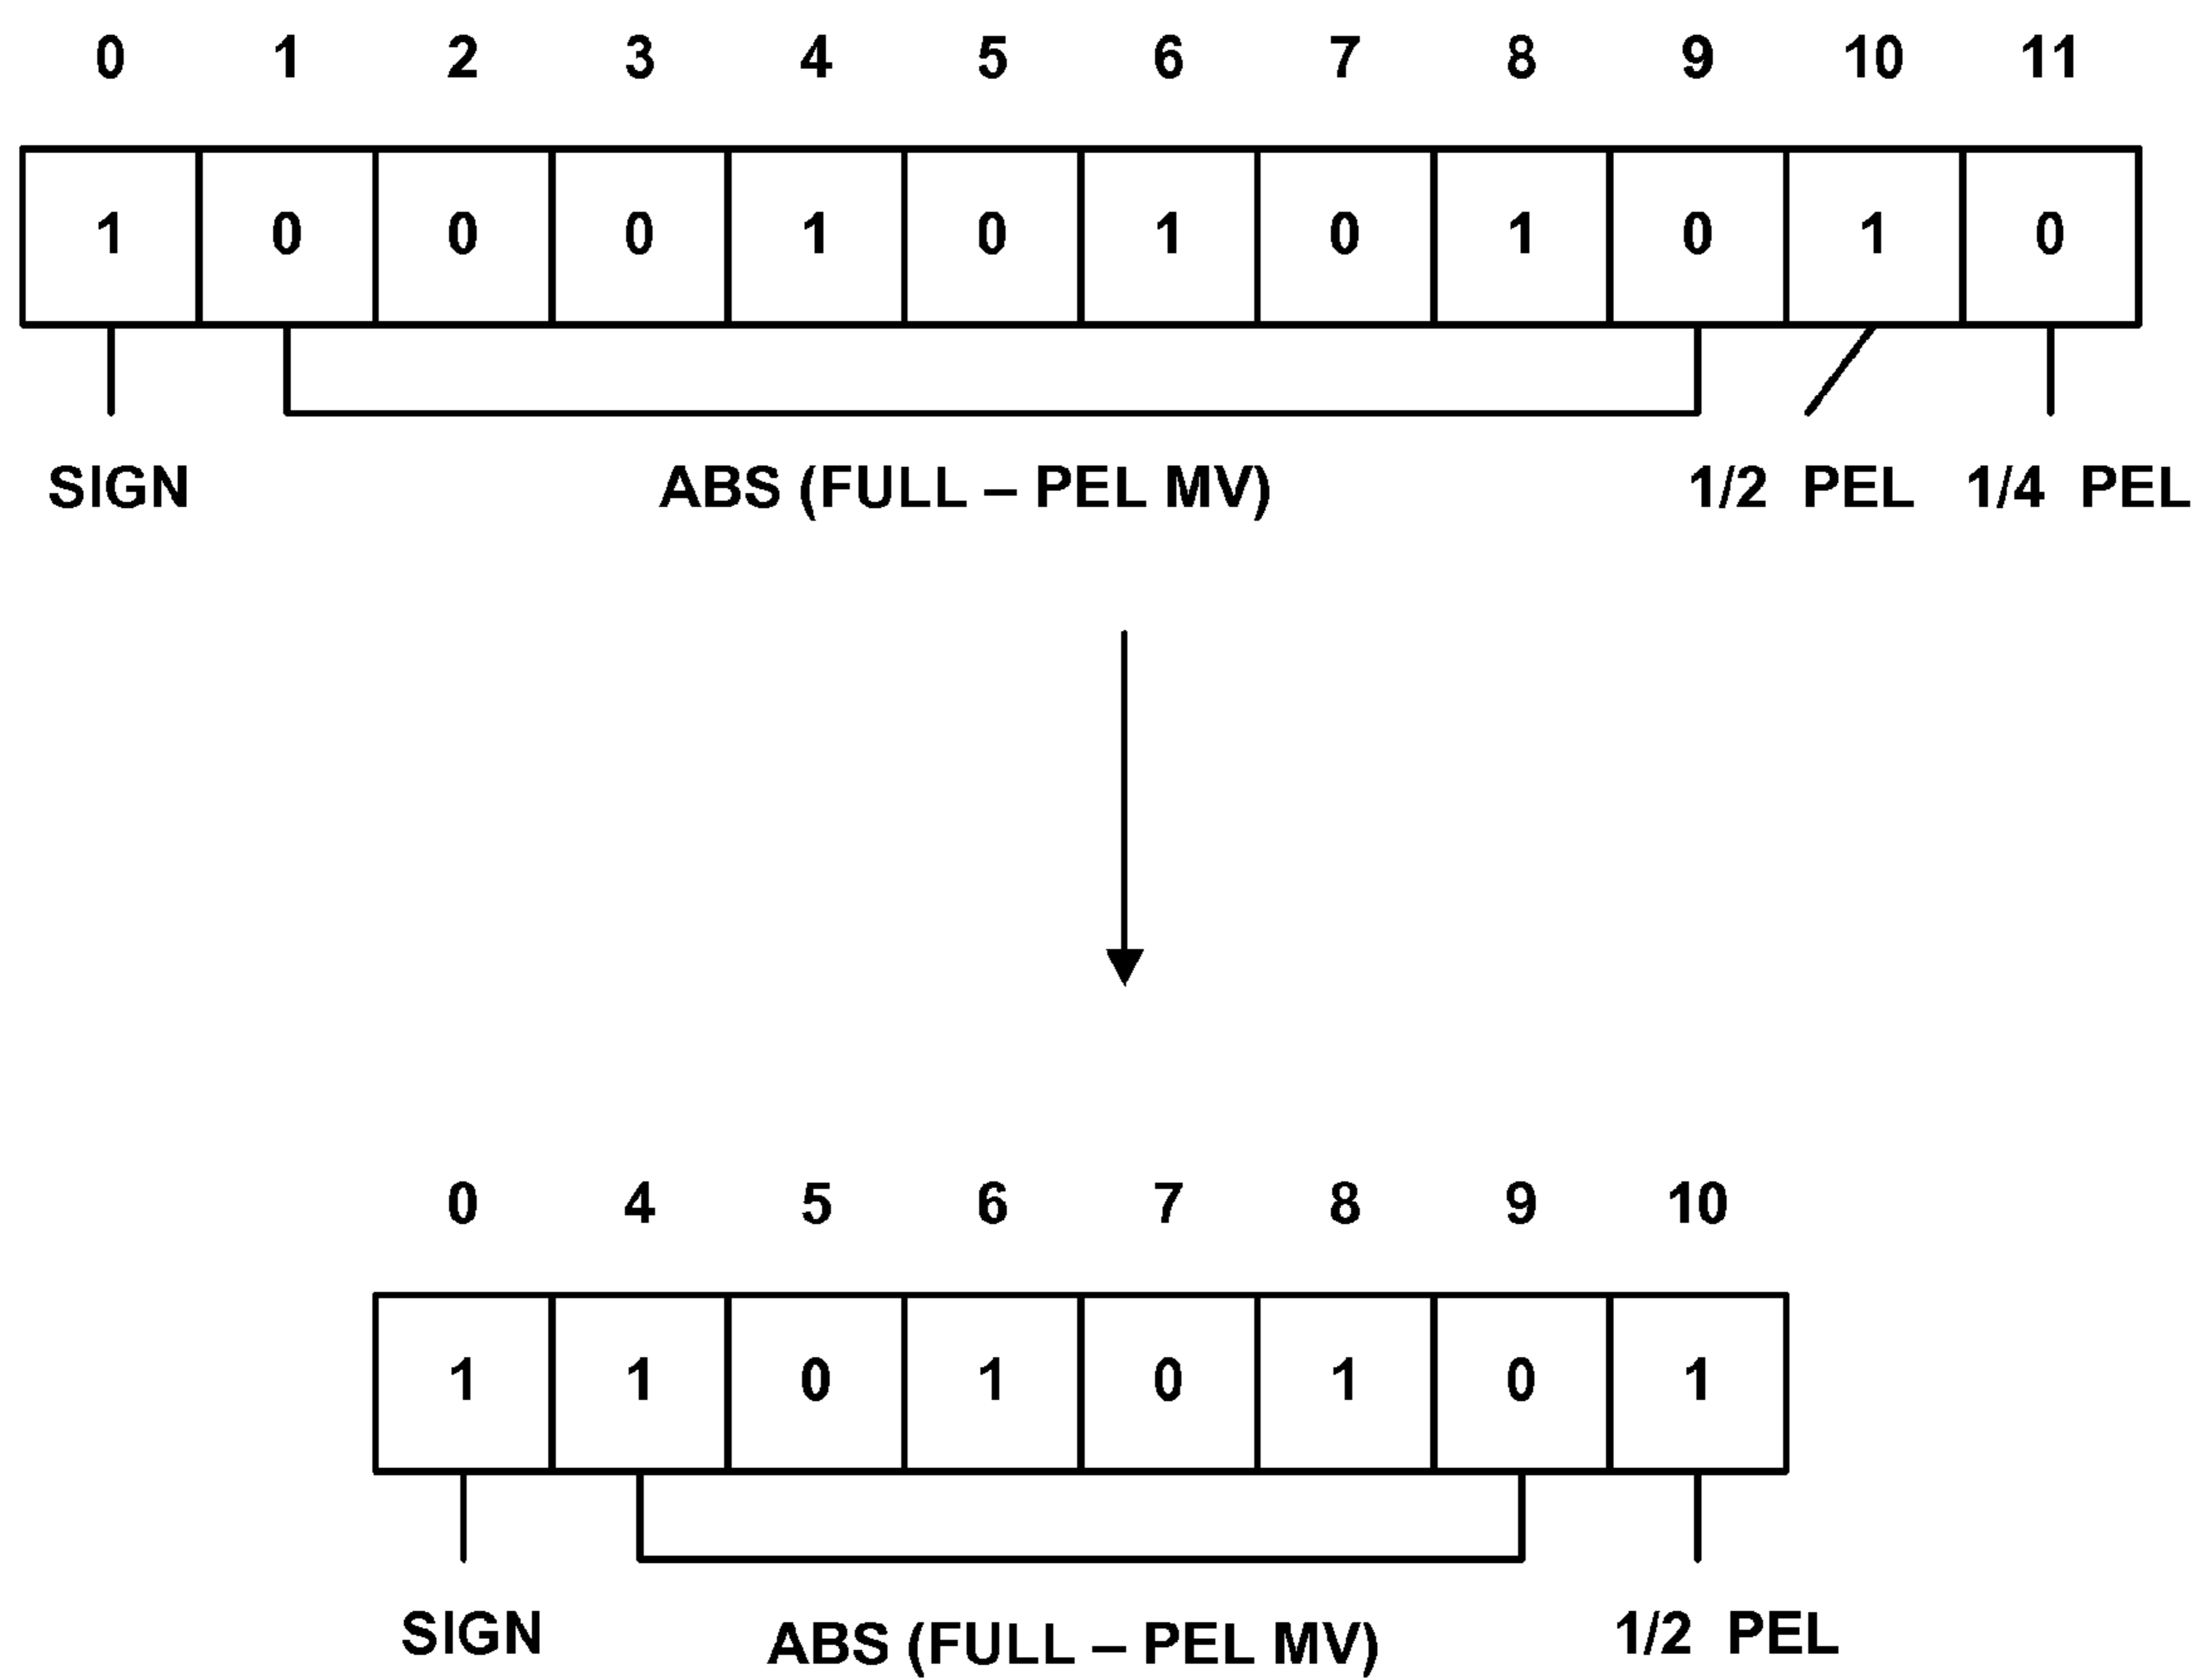 0 1 2 3 4 5 6 7 8 9 10 11
1 0 0 0 1 0 1 0 1 0 1 0
SIGN ABS (FULL – PEL MV) 1/2 PEL 1/4 PEL
0 4 5 6 7 8 9 10
1 1 0 1 0 1 0 1
SIGN ABS (FULL – PEL MV) 1/2 PEL